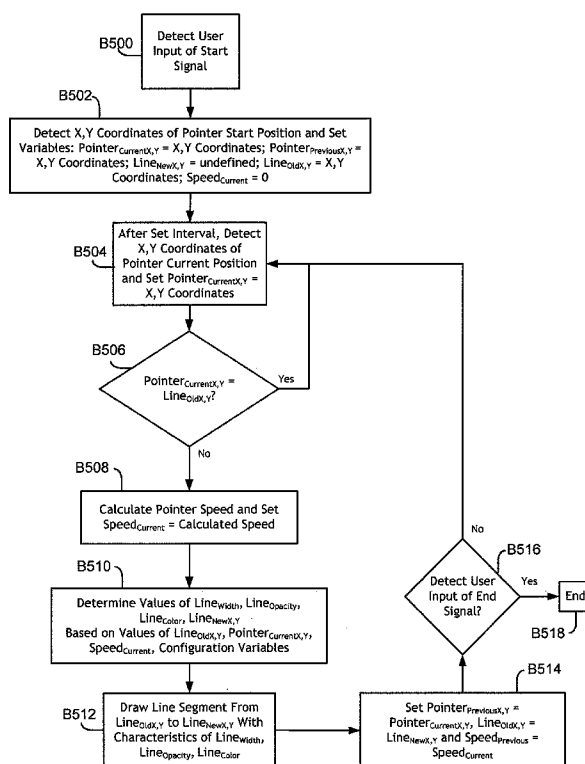 B500
Detect User
Input of Start
Signal
B502
Detect X,Y Coordinates of Pointer Start Position and Set
Variables: PointerCurrentX,Y = X,Y Coordinates; PointerPreviousX,Y =
X,Y Coordinates; LineNewX,Y = undefined; LineOldX,Y = X,Y
Coordinates; SpeedCurrent = 0
B504
After Set Interval, Detect
X,Y Coordinates of
Pointer Current Position
and Set PointerCurrentX,Y =
X,Y Coordinates
B506
PointerCurrentX,Y =
LineOldX,Y?
Yes
No
B508
Calculate Pointer Speed and Set
SpeedCurrent = Calculated Speed
B510
Determine Values of LineWidth, LineOpacity,
LineColor, LineNewX,Y
Based on Values of LineOldX,Y, PointerCurrentX,Y,
SpeedCurrent, Configuration Variables
B512
Draw Line Segment From
LineOldX,Y to LineNewX,Y With
Characteristics of LineWidth,
LineOpacity, LineColor
B514
Set PointerPreviousX,Y =
PointerCurrentX,Y, LineOldX,Y =
LineNewX,Y and SpeedPrevious =
SpeedCurrent
B516
Detect User
Input of End
Signal?
No
Yes
End
B518